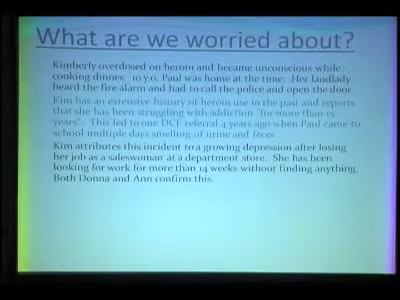 What are we worried about?
Kimberly overdosed on heroin and became unconscious while
cooking dinner.  10 y.o. Paul was home at the time.  Her landlady
heard the fire alarm and had to call the police and open the door
Kim has an extensive history of heroin use in the past and reports
that she has been struggling with addiction "for more than 15
years".  This led to one DCF referral 4 years ago when Paul came to
school multiple days smelling of urine and feces
Kim attributes this incident to a growing depression after losing
her job as a saleswoman at a department store.  She has been
looking for work for more than 14 weeks without finding anything.
Both Donna and Ann confirm this.